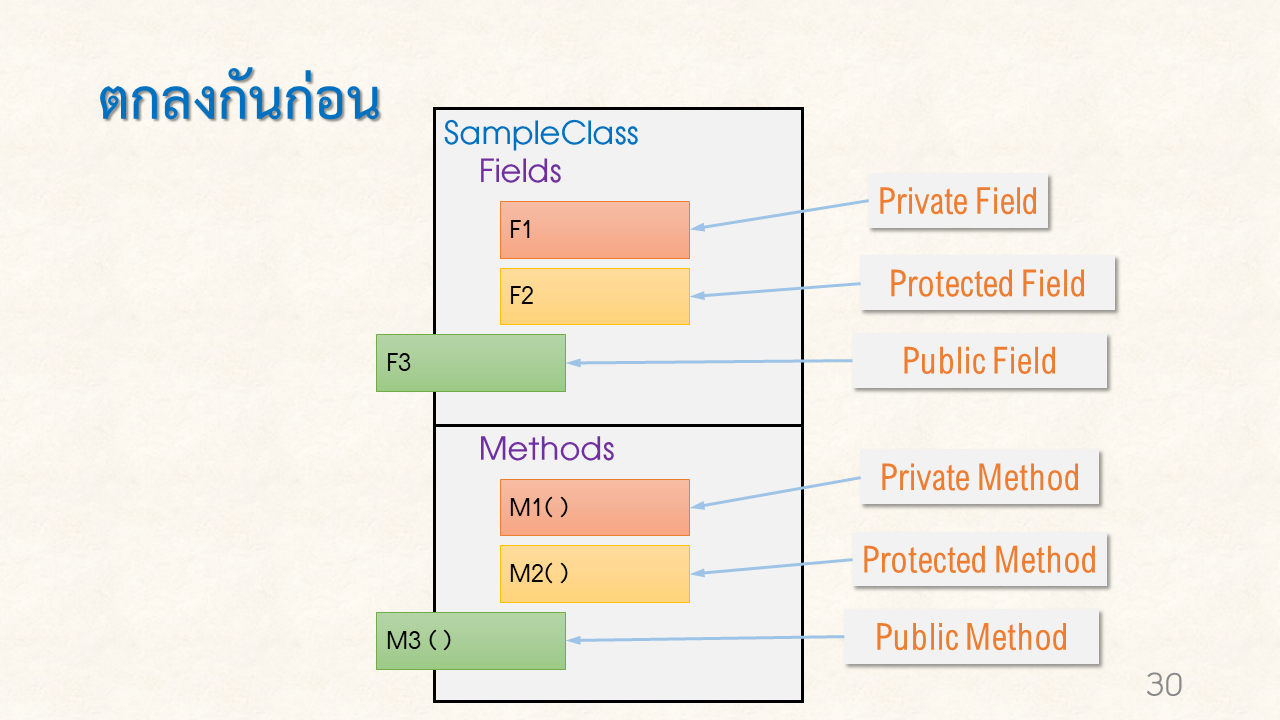 ตกลงกันก่อน
SampleClass
Fields
F1
F2
F3
Private Field
Protected Field
Public Field
Methods
M1( )
M2( )
M3 ( )
Private Method
Protected Method
Public Method
30